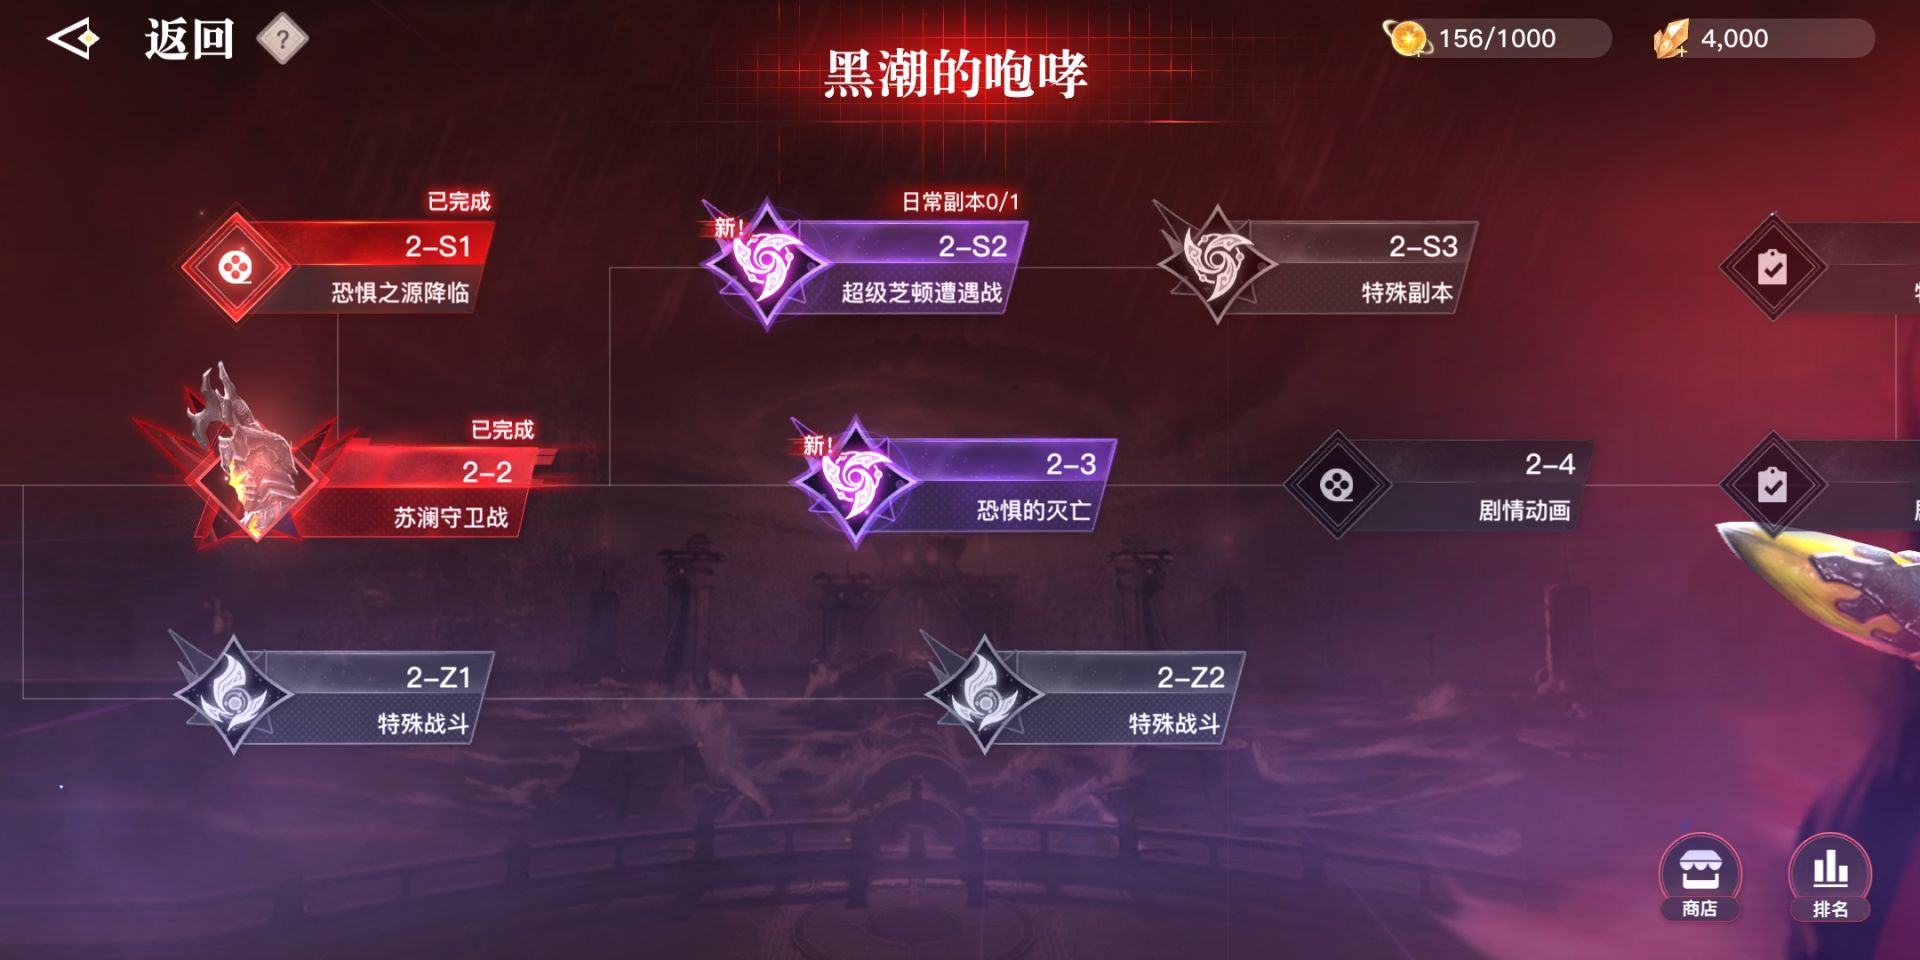 返回
?
黑潮的咆哮
156/1000
4,000
已完成
2-S1
恐惧之源降临
日常副本0/1
新!
2-S2
超级芝顿遭遇战
2-S3
特殊副本
已完成
2-2
苏澜守卫战
新!
2-3
恐惧的灭亡
2-4
剧情动画
2-Z1
特殊战斗
2-Z2
特殊战斗
商店
排名